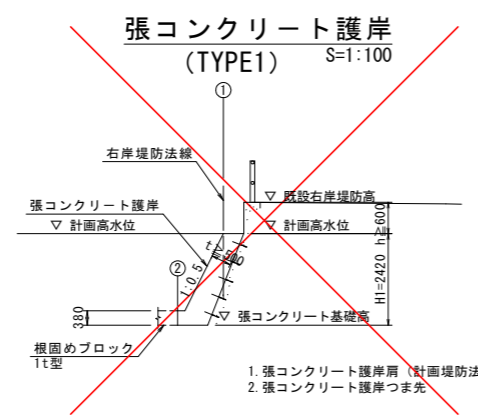 張コンクリート護岸
(TYPE1) S=1:100
①
右岸堤防法線
▽ 既設右岸堤防高
張コンクリート護岸
▽ 計画高水位
▽ 計画高水位
h≧600
t≧500
②
1:0.5
H1=2420
380
▽ 張コンクリート基礎高
根固めブロック
1t型
1. 張コンクリート護岸肩（計画堤防法
2. 張コンクリート護岸つま先